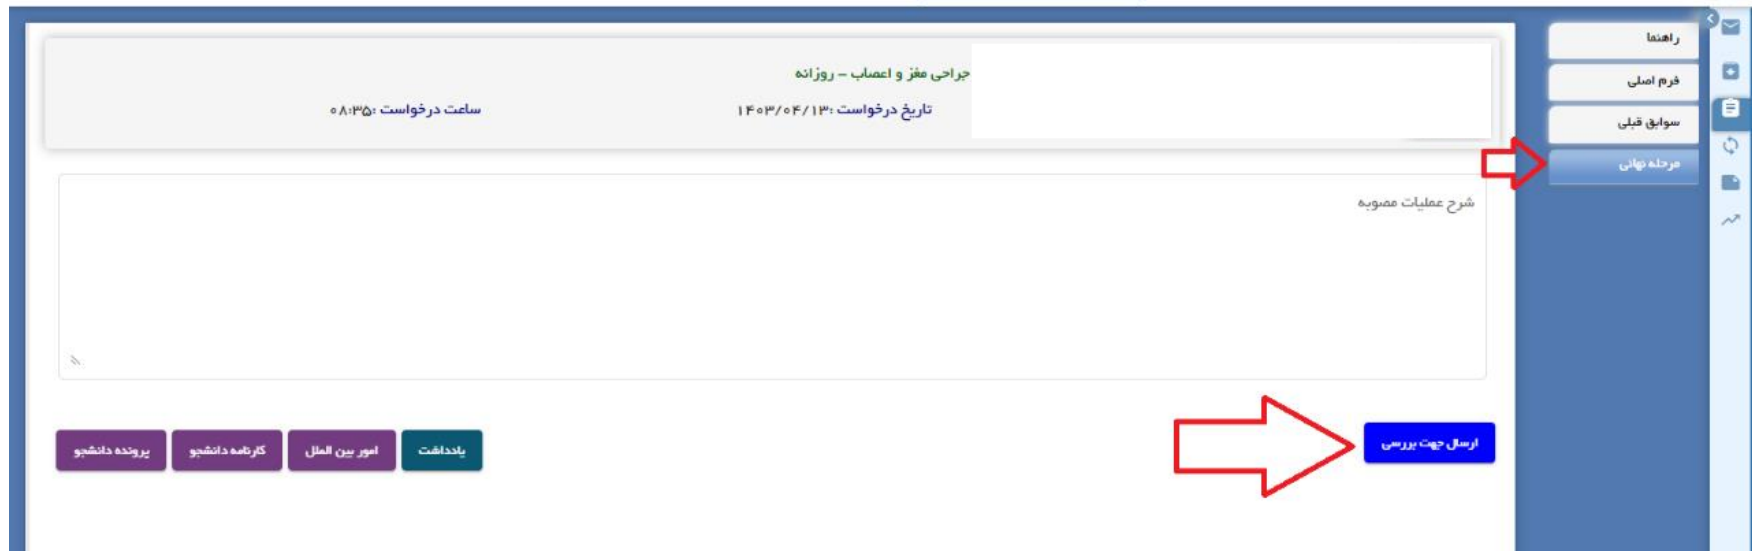 راهنما
فرم اصلی
سوابق قبلی
مرحله نهائی
جراحی مغز و اعصاب – روزانه
تاریخ درخواست :۱۴۰۳/۰۴/۱۳ ساعت درخواست :۰۸:۳۵
شرح عملیات مصوبه
ارسال جهت بررسی
یادداشت امور بین الملل کارنامه دانشجو پرونده دانشجو